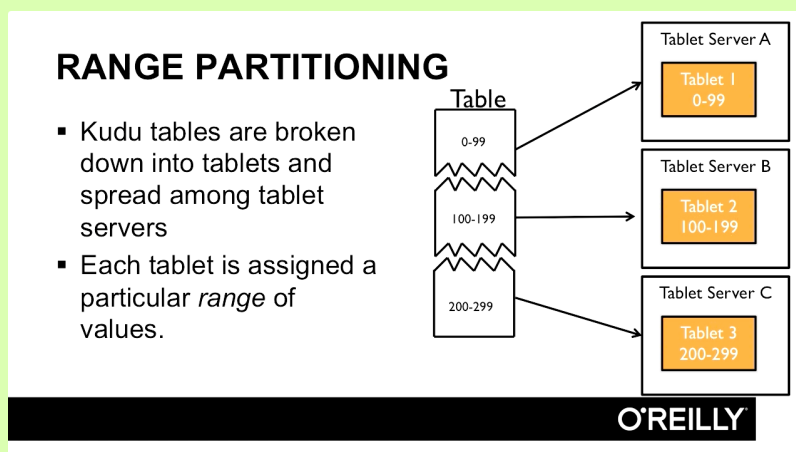 RANGE PARTITIONING
▪ Kudu tables are broken
down into tablets and
spread among tablet
servers
▪ Each tablet is assigned a
particular range of
values.
Table
0-99
100-199
200-299
Tablet Server A
Tablet 1
0-99
Tablet Server B
Tablet 2
100-199
Tablet Server C
Tablet 3
200-299
O'REILLY